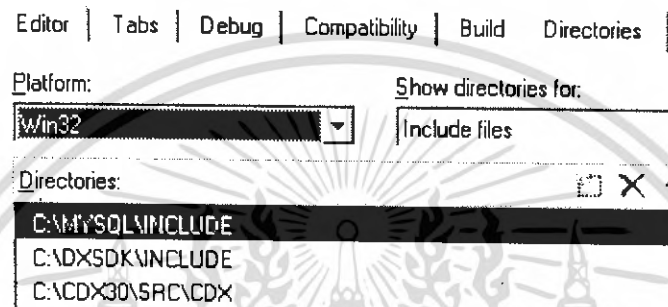 Editor Tabs Debug Compatibility Build Directories
Platform: Show directories for:
Win32 Include files
Directories:
C:\MYSQL\INCLUDE
C:\DXSDK\INCLUDE
C:\CDX30\SRC\CDX